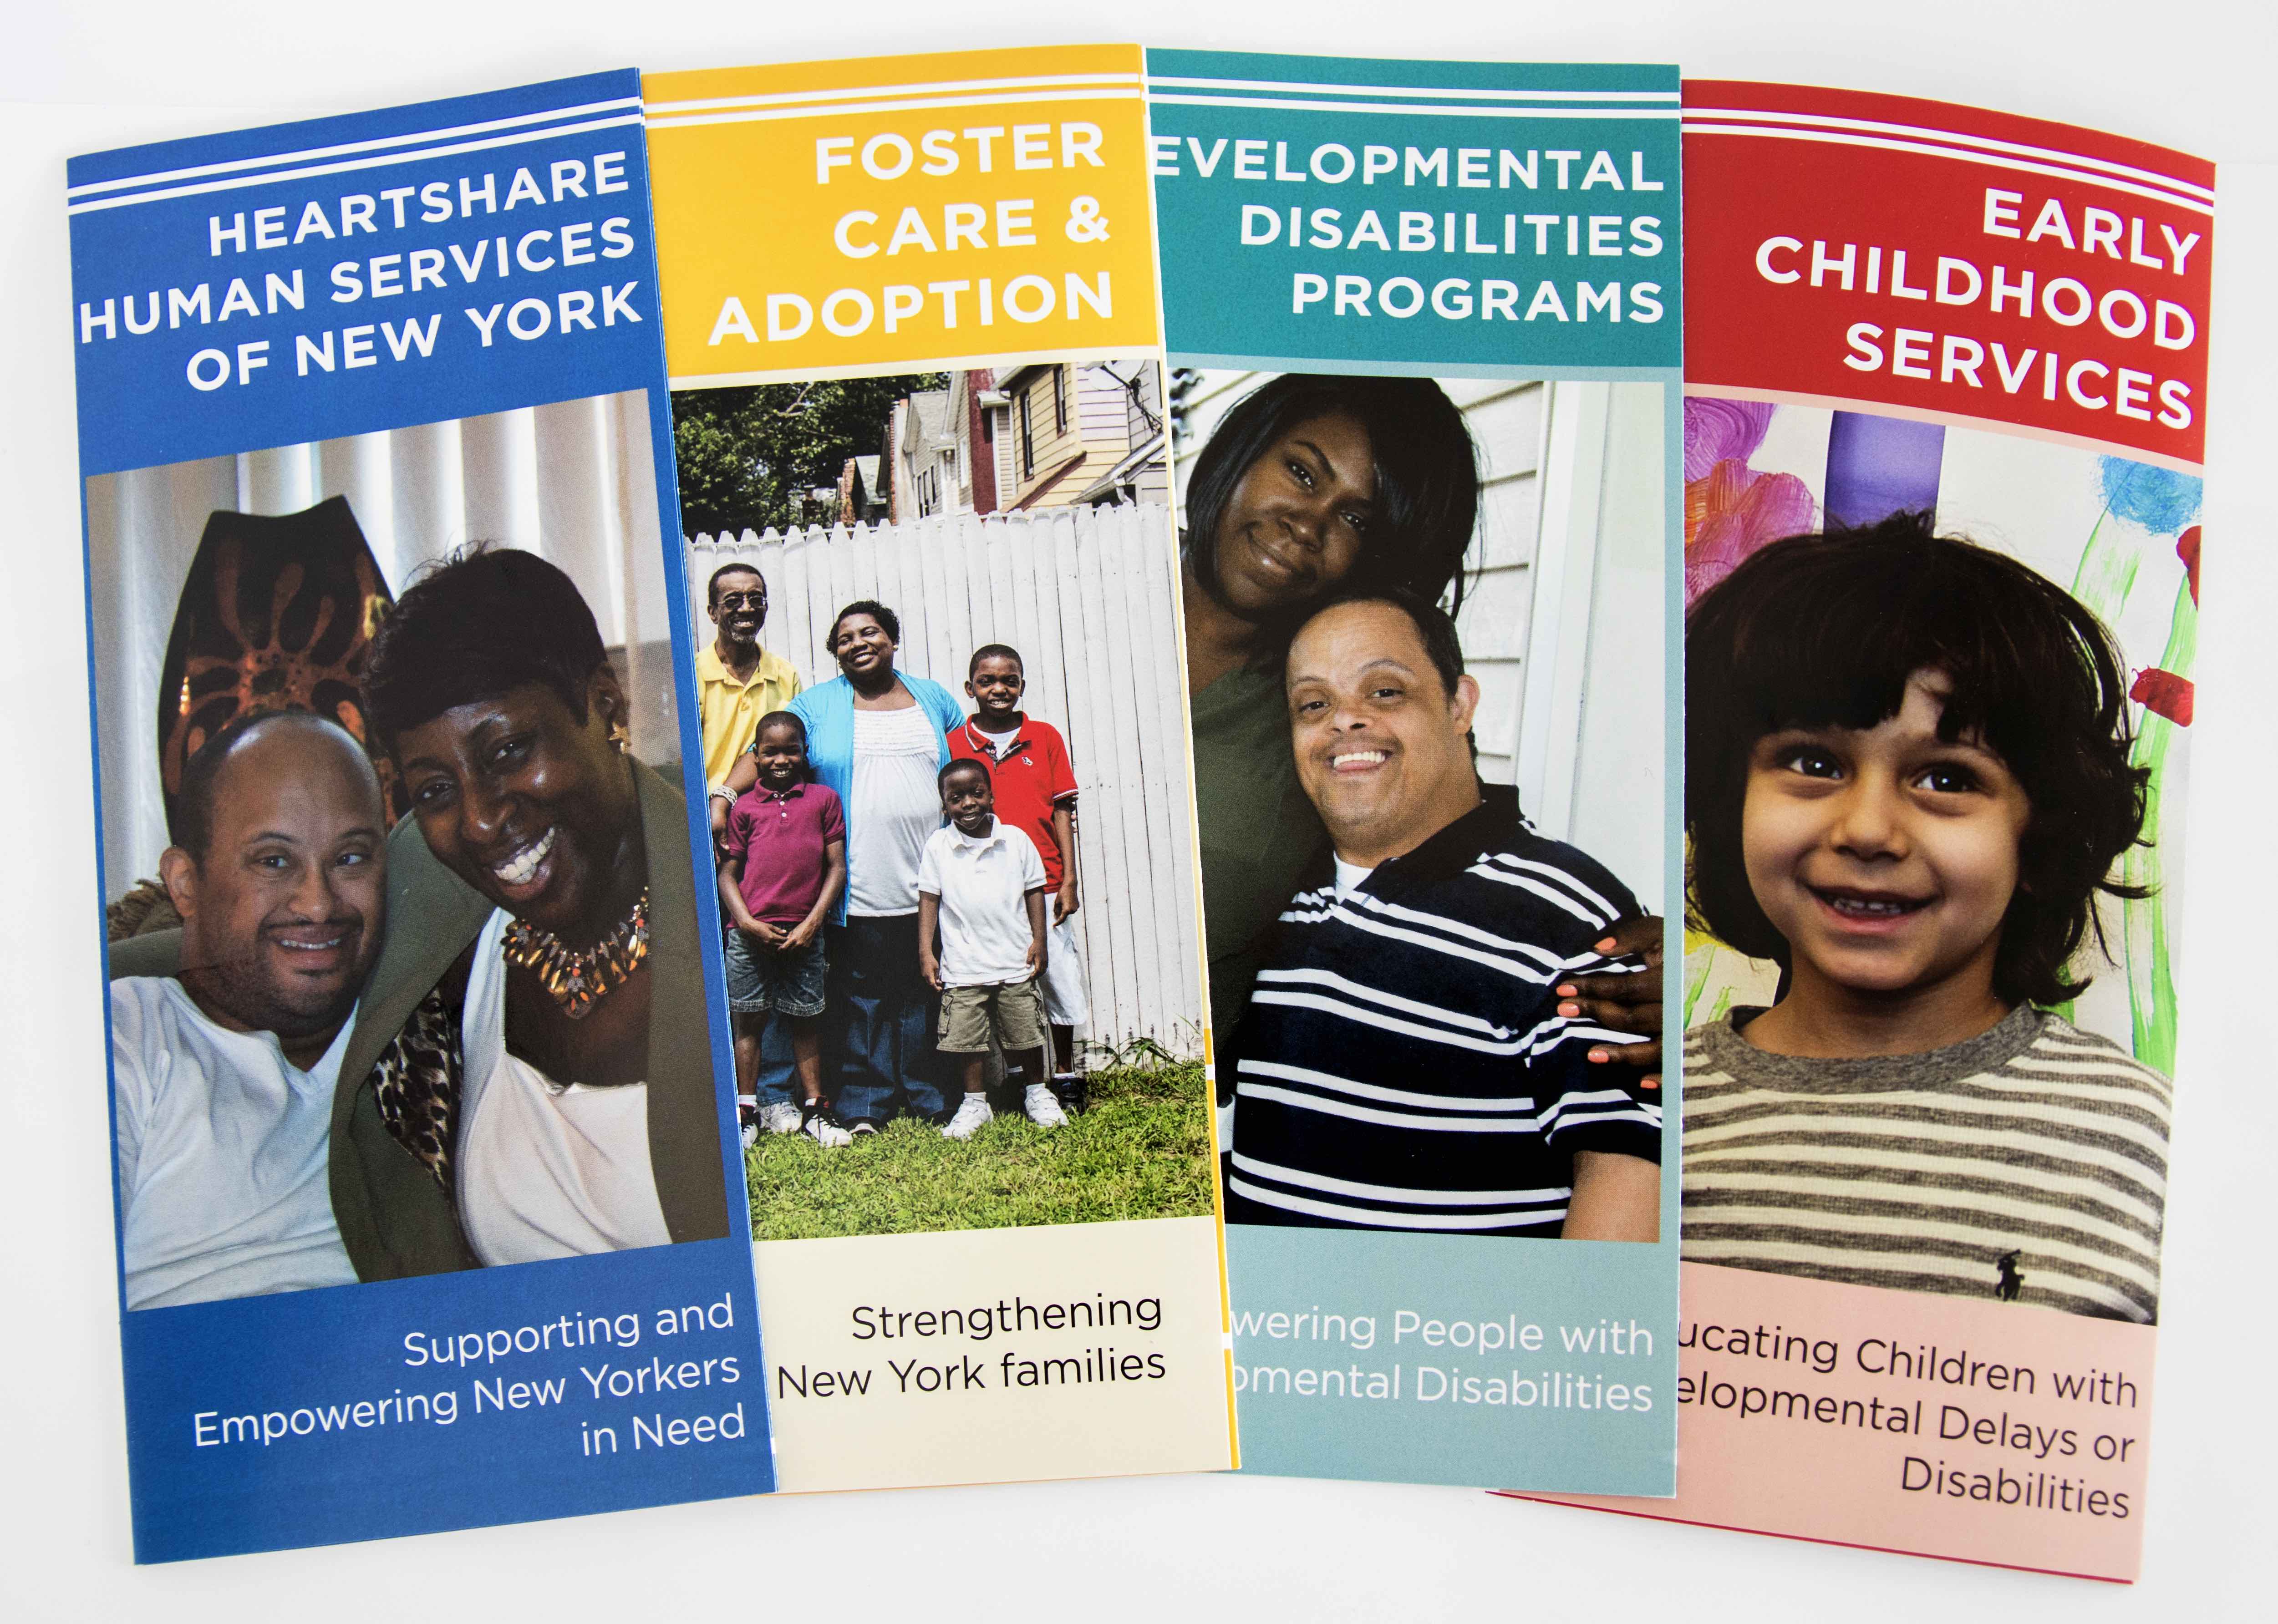 HEARTSHARE
HUMAN SERVICES
OF NEW YORK
Supporting and
Empowering New Yorkers
in Need
FOSTER
CARE &
ADOPTION
Strengthening
New York families
EVELOPMENTAL
DISABILITIES
PROGRAMS
wering People with
pmental Disabilities
EARLY
CHILDHOOD
SERVICES
ucating Children with
elopmental Delays or
Disabilities